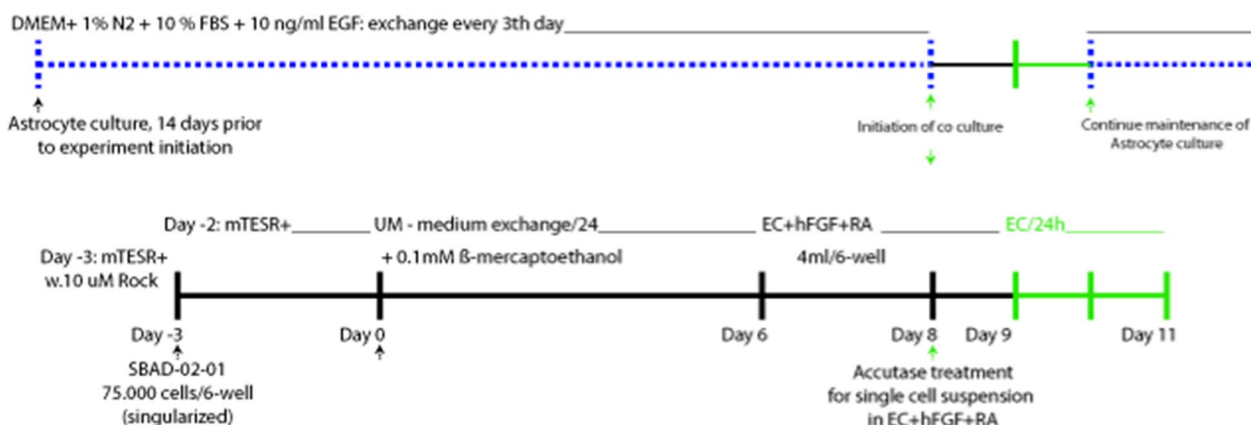 DMEM+ 1% N2 + 10 % FBS + 10 ng/ml EGF: exchange every 3th day
Astrocyte culture, 14 days prior
to experiment initiation
Initiation of co culture
Continue maintenance of
Astrocyte culture
Day -2: mTESR+
UM - medium exchange/24
EC+hFGF+RA
EC/24h
Day -3: mTESR+
w.10 uM Rock
+ 0.1mM ß-mercaptoethanol
4ml/6-well
Day -3
Day 0
Day 6
Day 8
Day 9
Day 11
SBAD-02-01
75.000 cells/6-well
(singularized)
Accutase treatment
for single cell suspension
in EC+hFGF+RA